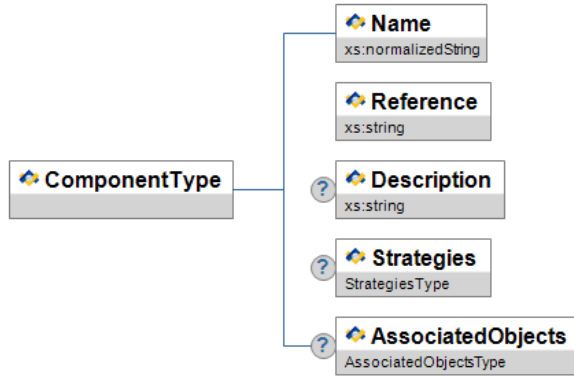 Name
xs:normalizedString
Reference
xs:string
ComponentType
? Description
xs:string
? Strategies
StrategiesType
? AssociatedObjects
AssociatedObjectsType